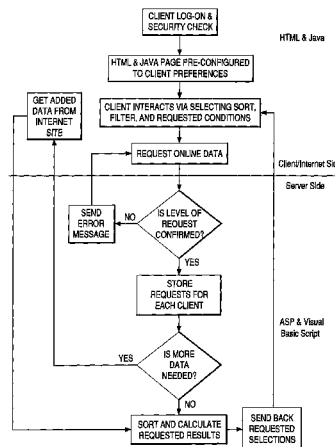 CLIENT LOG-ON &
SECURITY CHECK
HTML & Java
HTML & JAVA PAGE PRE-CONFIGURED
TO CLIENT PREFERENCES
GET ADDED
DATA FROM
INTERNET
SITE
CLIENT INTERACTS VIA SELECTING SORT,
FILTER, AND REQUESTED CONDITIONS
REQUEST ONLINE DATA
Client/Internet Sid
Server Side
SEND
ERROR
MESSAGE
NO
IS LEVEL OF
REQUEST
CONFIRMED?
YES
STORE
REQUESTS FOR
EACH CLIENT
ASP & Visual
Basic Script
YES
IS MORE
DATA
NEEDED?
NO
SORT AND CALCULATE
REQUESTED RESULTS
SEND BACK
REQUESTED
SELECTIONS